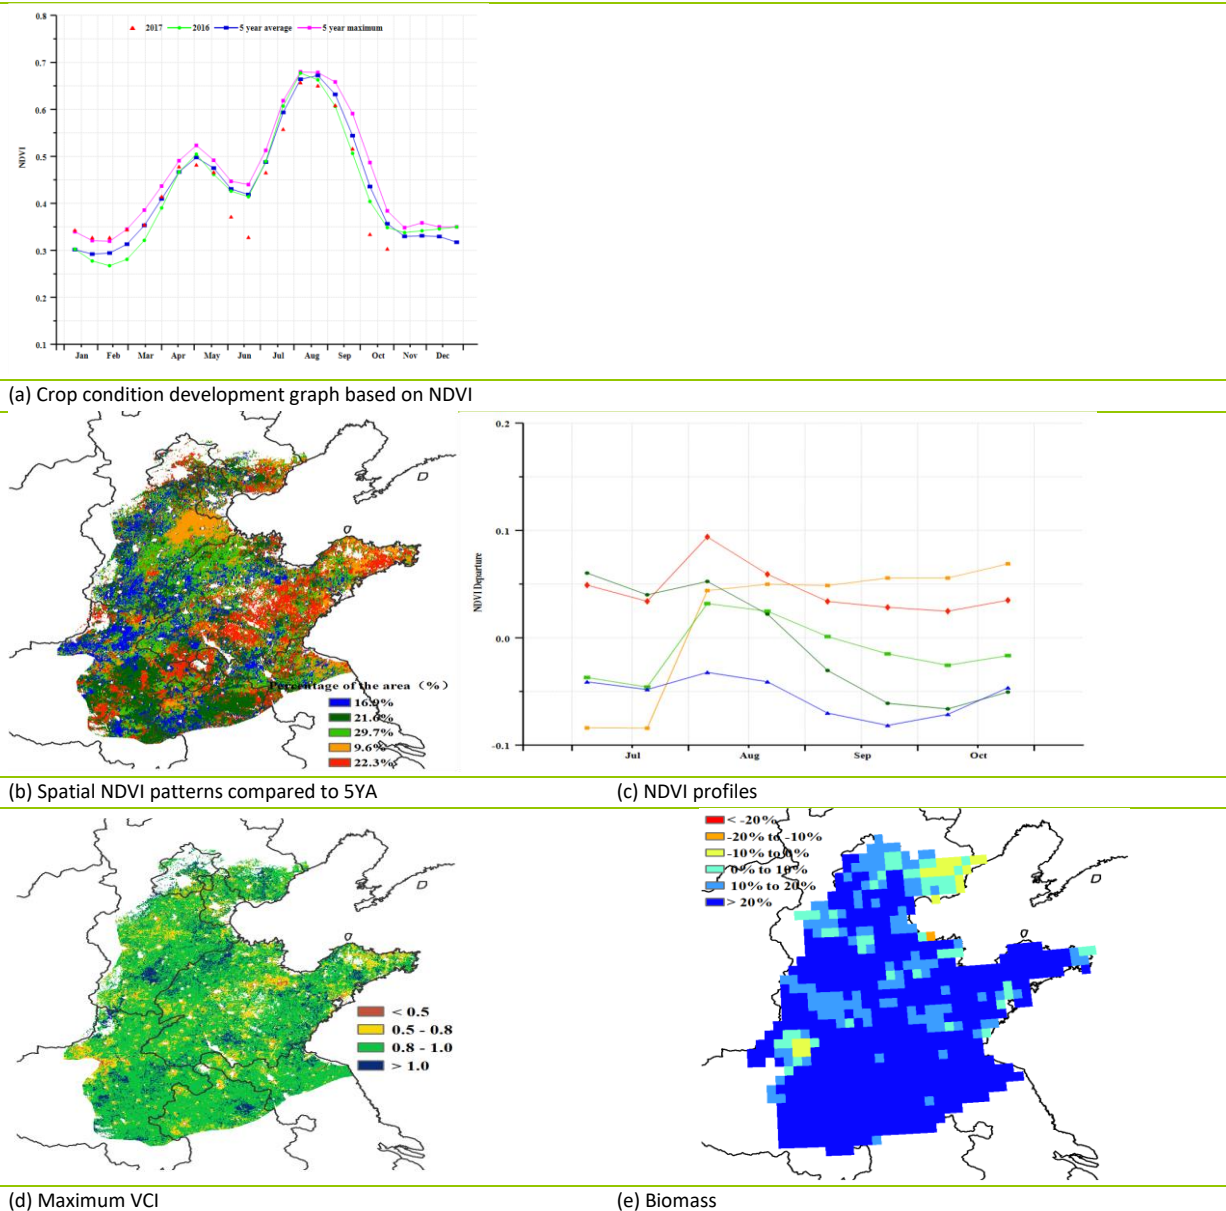 0.8
2017 2016 5 year average 5 year maximum
0.7
0.6
0.5
NDVI
0.4
0.3
0.2
0.1
Jan Feb Mar Apr May Jun Jul Aug Sep Oct Nov Dec
(a) Crop condition development graph based on NDVI
Percentage of the area (%)
16.9%
21.6%
29.7%
9.6%
22.3%
0.2
0.1
NDVI Departure
0.0
-0.1
Jul Aug Sep Oct
(b) Spatial NDVI patterns compared to 5YA
(c) NDVI profiles
< 0.5
0.5 - 0.8
0.8 - 1.0
> 1.0
< -20%
-20% to -10%
-10% to 0%
0% to 10%
10% to 20%
> 20%
(d) Maximum VCI
(e) Biomass